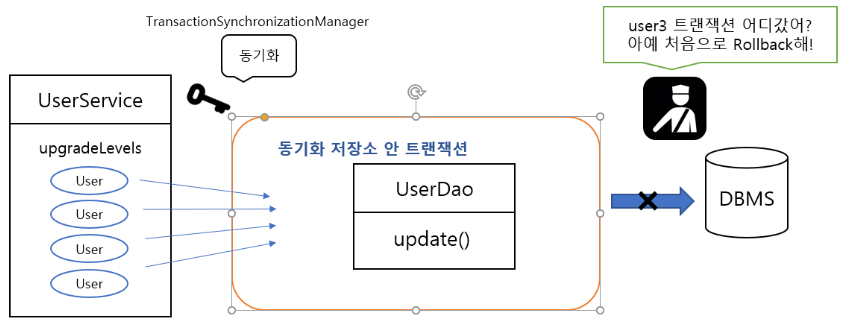 TransactionSynchronizationManager
동기화
user3 트랜잭션 어디갔어?
아예 처음으로 Rollback해!
UserService
upgradeLevels
User
User
User
User
동기화 저장소 안 트랜잭션
UserDao
update()
DBMS